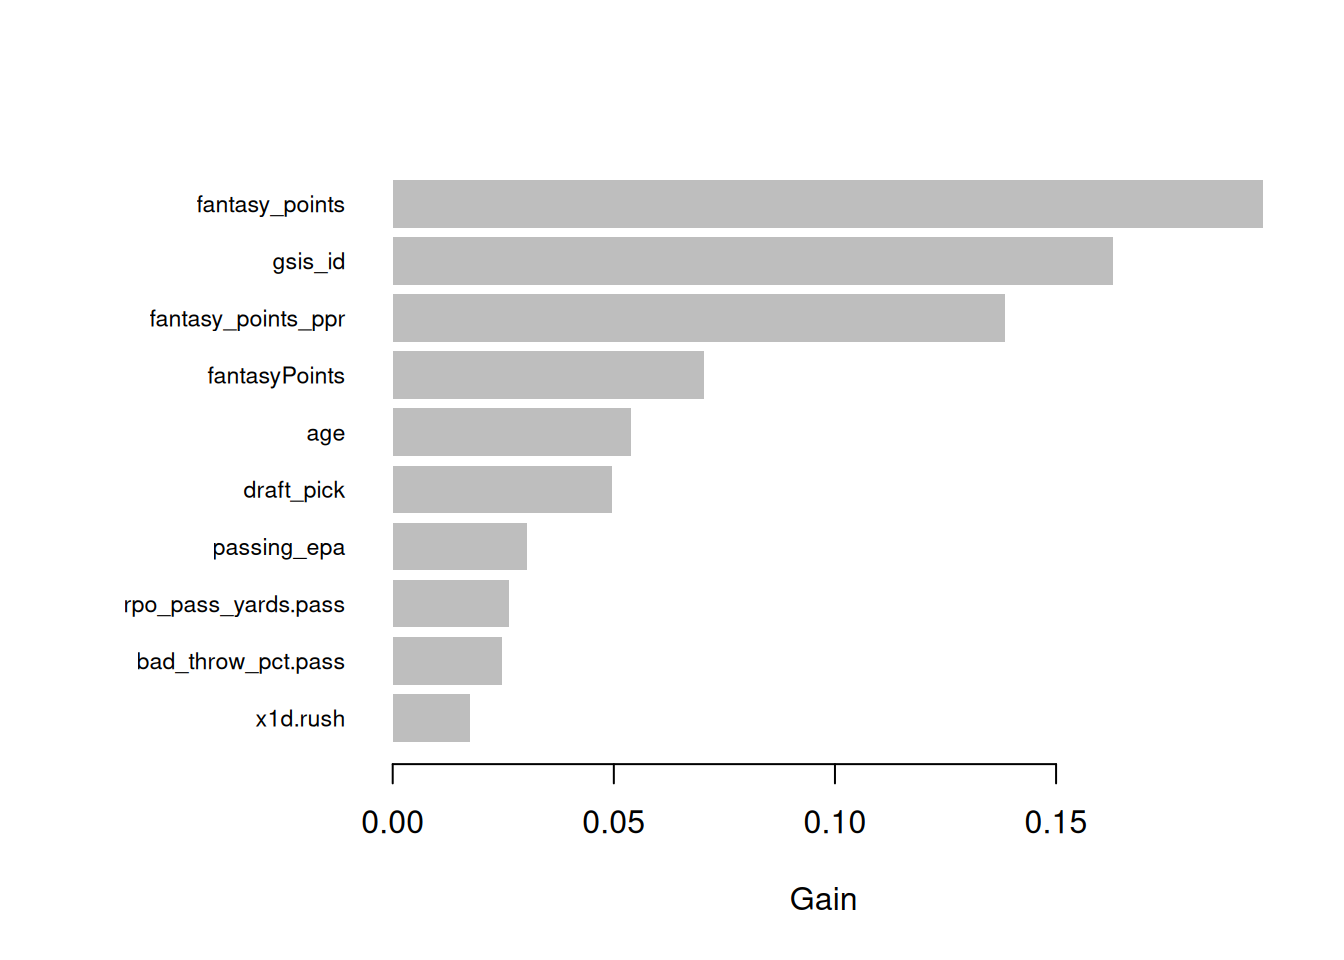 fantasy_points
gsis_id
fantasy_points_ppr
fantasyPoints
age
draft_pick
passing_epa
rpo_pass_yards.pass
bad_throw_pct.pass
x1d.rush
0.00 0.05 0.10 0.15
Gain